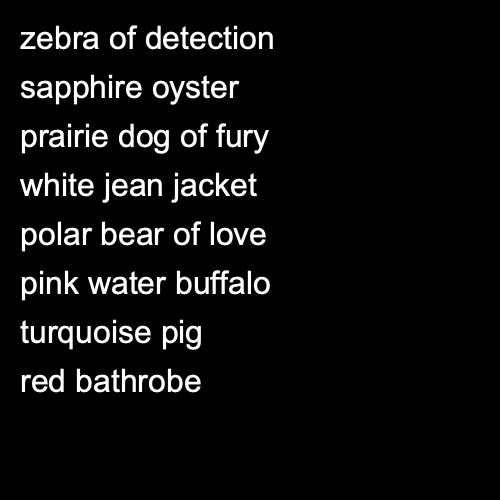 zebra of detection
sapphire oyster
prairie dog of fury
white jean jacket
polar bear of love
pink water buffalo
turquoise pig
red bathrobe